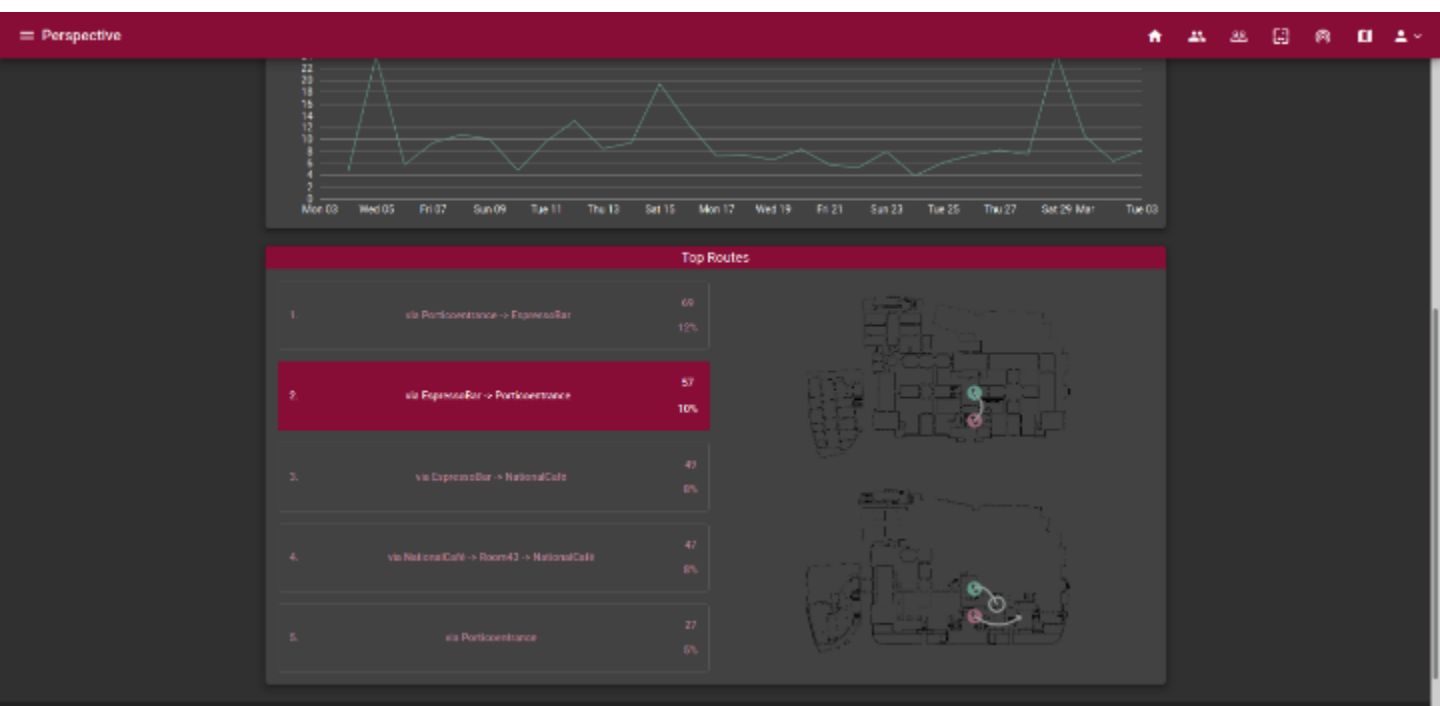 Perspective
22
20
18
16
14
12
10
8
6
4
2
0
Mon 03 Wed 05 Fri 07 Sun 09 Tue 11 Thu 13 Sat 15 Mon 17 Wed 19 Fri 21 Sun 23 Tue 25 Thu 27 Sat 29 Mar Tue 03
Top Routes
1. via Porticoentrance -> EspressoBar 69
12%
2. via EspressoBar -> Porticoentrance 57
10%
3. via EspressoBar -> NationalCafé 49
8%
4. via NationalCafé -> Room43 -> NationalCafé 47
8%
5. via Porticoentrance 27
5%